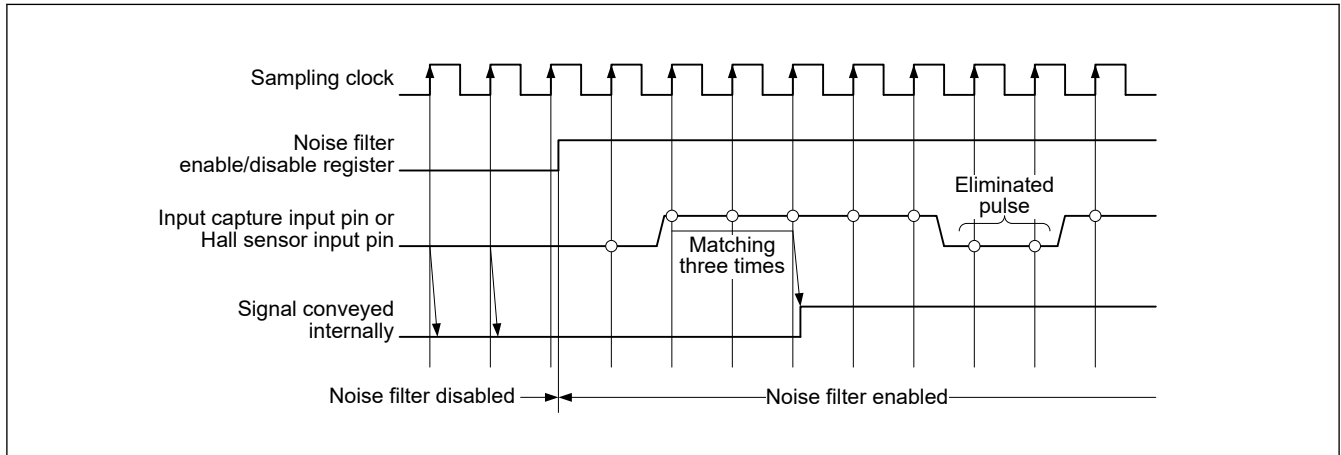 Sampling clock
Noise filter
enable/disable register
Eliminated
pulse
Input capture input pin or
Hall sensor input pin
Matching
three times
Signal conveyed
internally
Noise filter disabled
Noise filter enabled